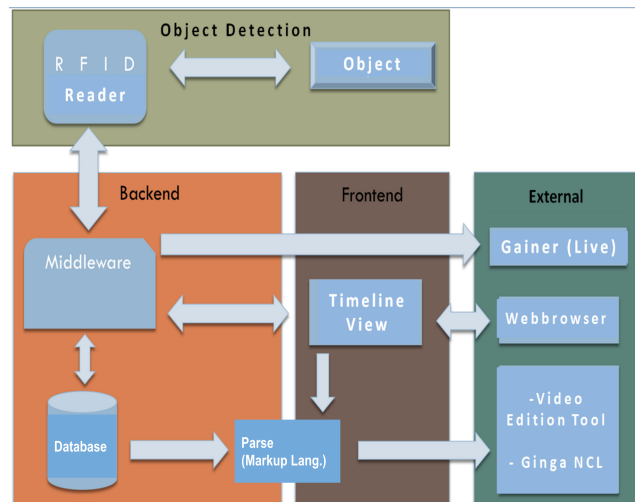 Object Detection
R F I D
Reader
Object
Backend
Frontend
External
Middleware
Gainer (Live)
Timeline
View
Webbrowser
Database
Parse
(Markup Lang.)
-Video
Edition Tool
- Ginga NCL